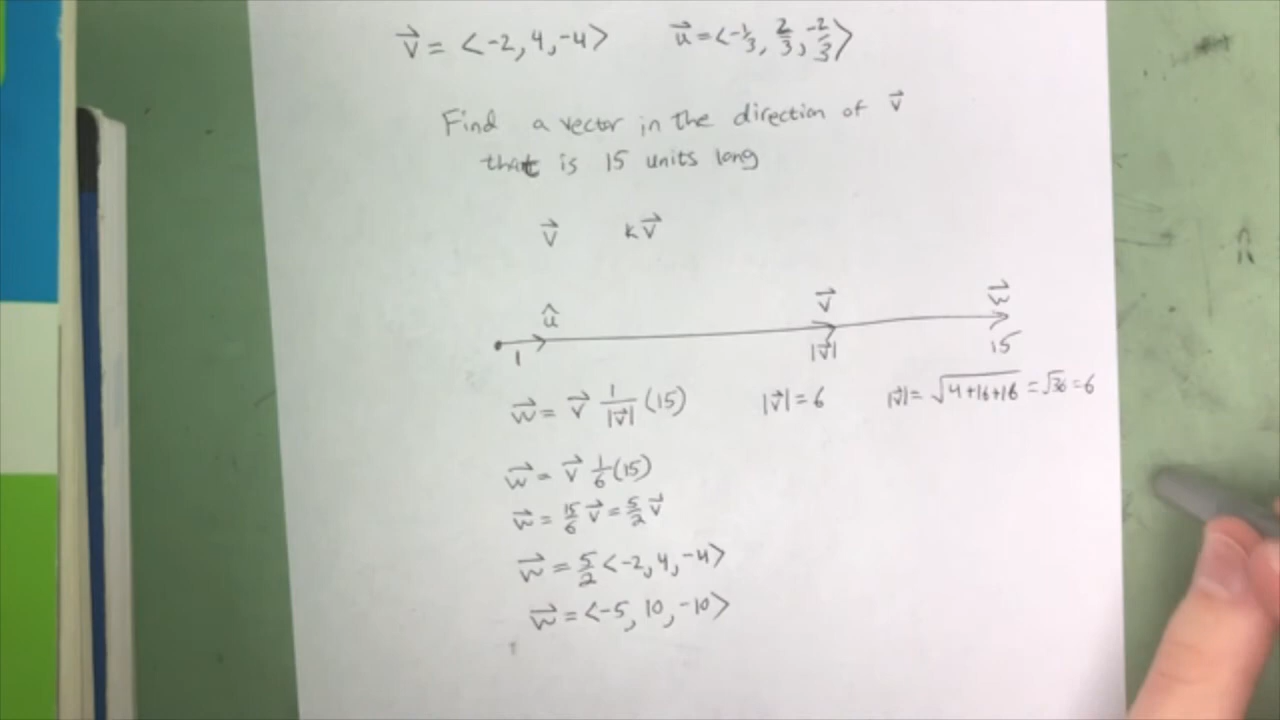 v⃗ = <-2, 4, -4> u⃗ = <-1/3, 2/3, -2/3>
Find a vector in the direction of v⃗
that is 15 units long
v⃗ kv⃗
û v⃗ w⃗
1 |v⃗| 15
w⃗ = v⃗ 1/|v⃗| (15) |v⃗| = 6 |v⃗| = √4+16+16 = √36 = 6
w⃗ = v⃗ 1/6 (15)
w⃗ = 15/6 v⃗ = 5/2 v⃗
w⃗ = 5/2 <-2, 4, -4>
w⃗ = <-5, 10, -10>